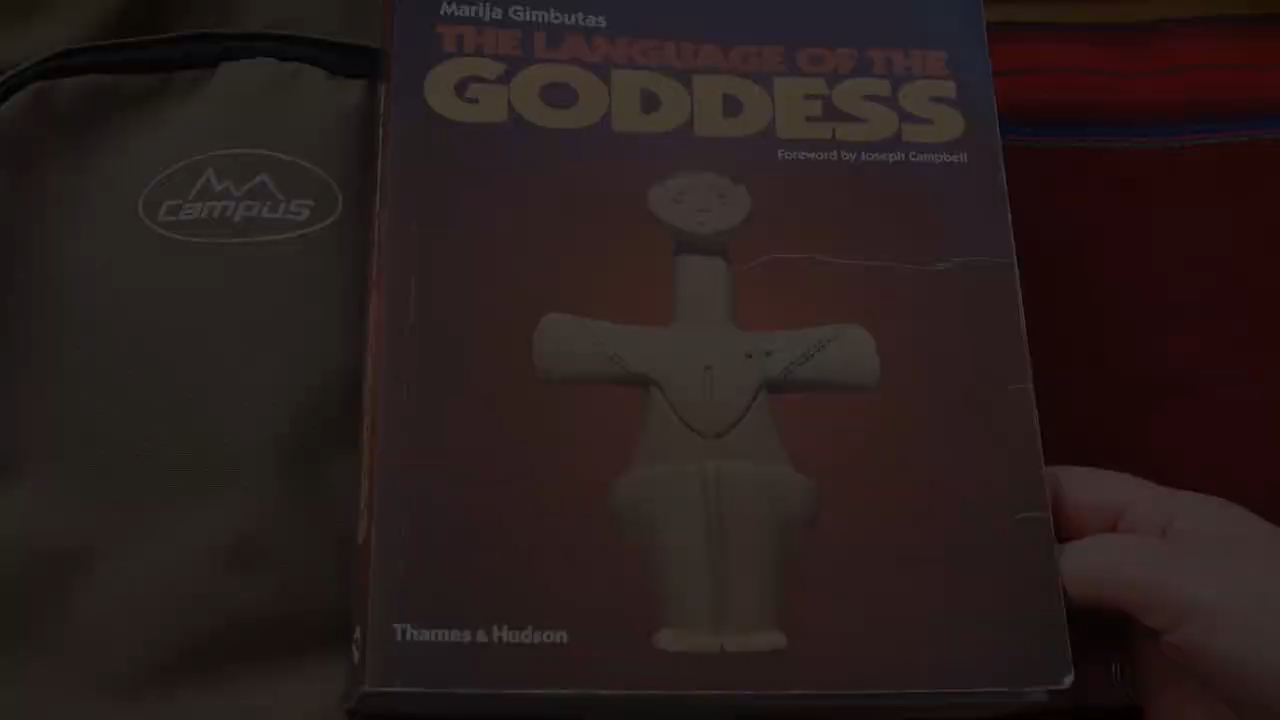 Marija Gimbutas
THE LANGUAGE OF THE
GODDESS
Foreword by Joseph Campbell
campus
Thames & Hudson